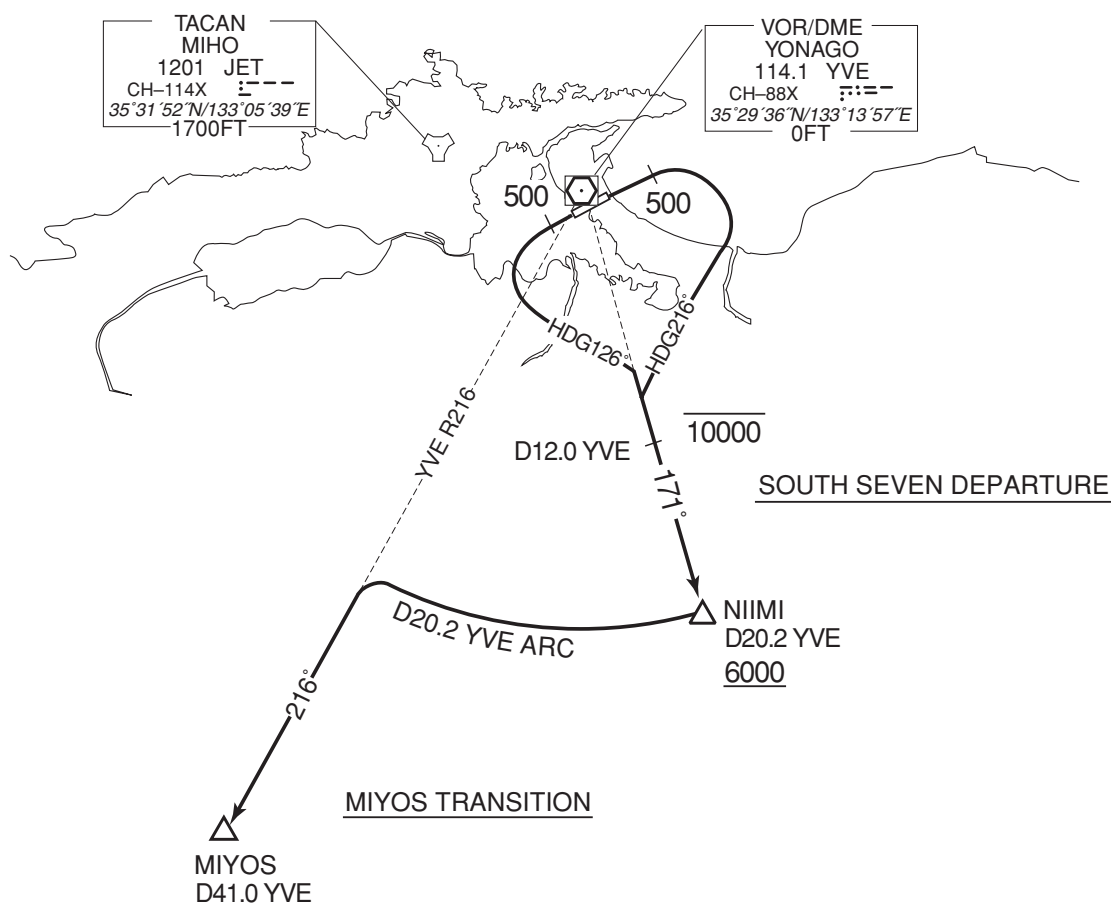 TACAN
MIHO
1201 JET
CH–114X
35°31´52˝N/133°05´39˝E
1700FT
VOR/DME
YONAGO
114.1 YVE
CH–88X
35°29´36˝N/133°13´57˝E
0FT
500
500
HDG126°
HDG216°
YVE R216
10000
D12.0 YVE
171°
SOUTH SEVEN DEPARTURE
NIIMI
D20.2 YVE
6000
D20.2 YVE ARC
216°
MIYOS TRANSITION
MIYOS
D41.0 YVE